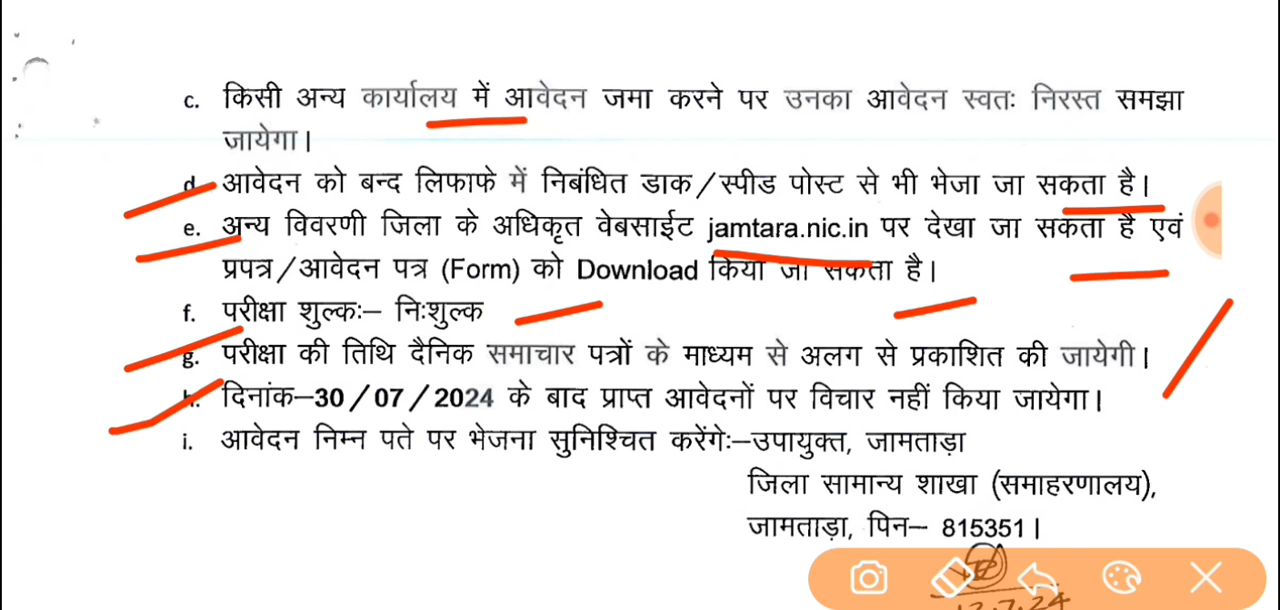 c. किसी अन्य कार्यालय में आवेदन जमा करने पर उनका आवेदन स्वतः निरस्त समझा
जायेगा।
d. आवेदन को बन्द लिफाफे में निबंधित डाक/स्पीड पोस्ट से भी भेजा जा सकता है।
e. अन्य विवरणी जिला के अधिकृत वेबसाईट jamtara.nic.in पर देखा जा सकता है एवं
प्रपत्र/आवेदन पत्र (Form) को Download किया जा सकता है।
f. परीक्षा शुल्कः– निःशुल्क
g. परीक्षा की तिथि दैनिक समाचार पत्रों के माध्यम से अलग से प्रकाशित की जायेगी।
h. दिनांक–30/07/2024 के बाद प्राप्त आवेदनों पर विचार नहीं किया जायेगा।
i. आवेदन निम्न पते पर भेजना सुनिश्चित करेंगेः–उपायुक्त, जामताड़ा
जिला सामान्य शाखा (समाहरणालय),
जामताड़ा, पिन– 815351।